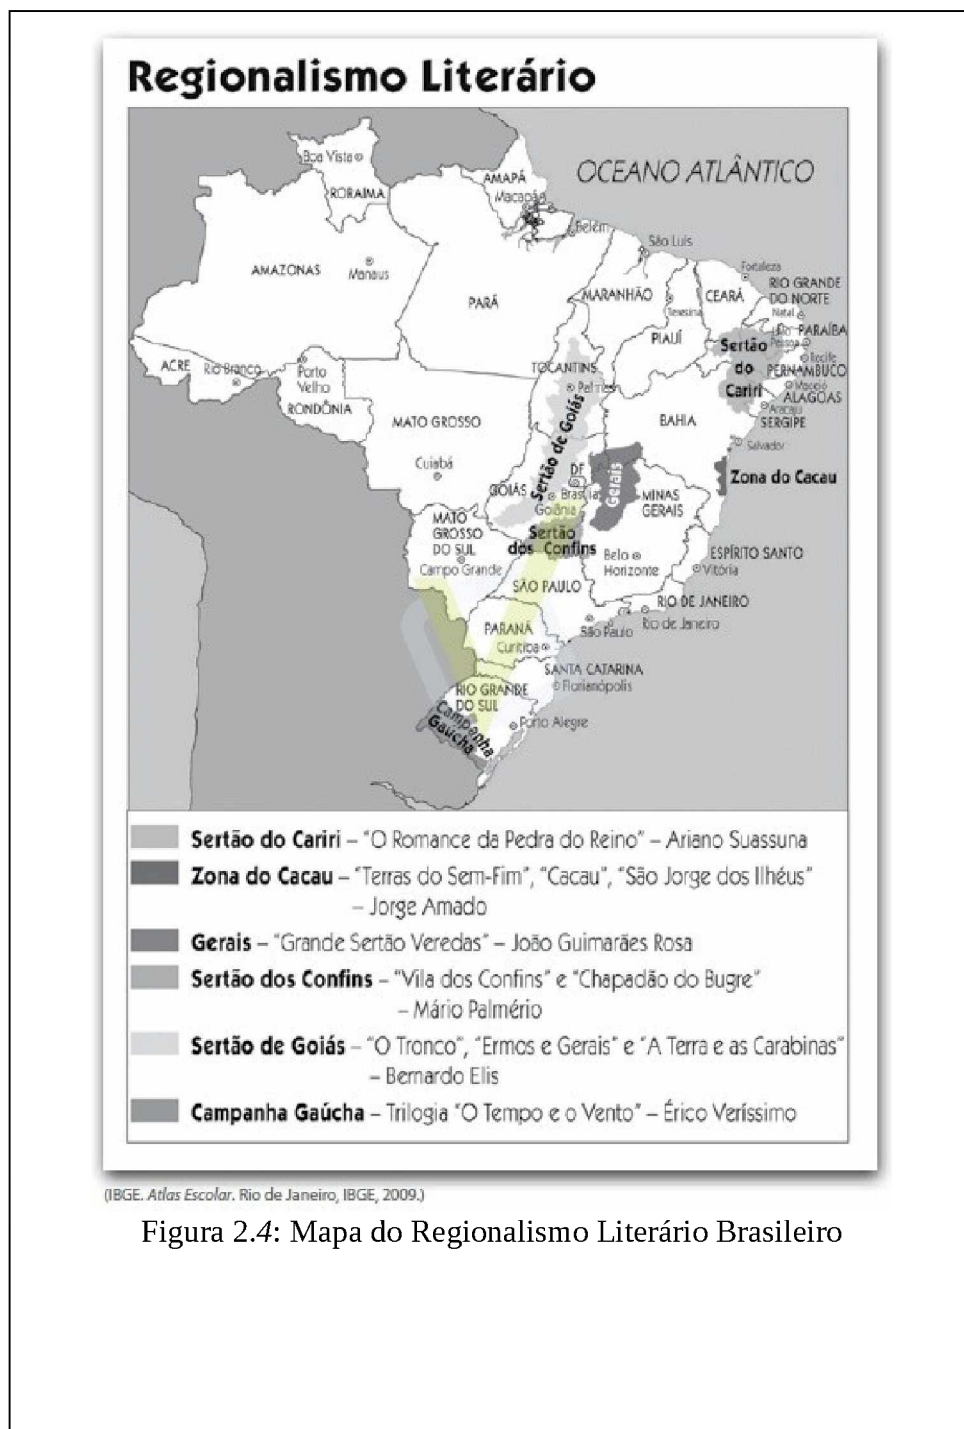 Regionalismo Literário
OCEANO ATLÂNTICO
Boa Vista
RORAIMA
AMAPÁ
Macapá
Belém
São Luís
Fortaleza
AMAZONAS
Manaus
PARÁ
MARANHÃO
Teresina
CEARÁ
RIO GRANDE
DO NORTE
Natal
PIAUÍ
PARAÍBA
Pessoa
Recife
PERNAMBUCO
Maceió
ALAGOAS
Aracaju
SERGIPE
Sertão
do
Cariri
ACRE
Rio Branco
Porto
Velho
RONDÔNIA
TOCANTINS
Palmas
MATO GROSSO
Cuiabá
BAHIA
Salvador
Sertão de Goiás
GOIÁS
DF
Brasília
Goiânia
Gerais
MINAS
GERAIS
Zona do Cacau
MATO
GROSSO
DO SUL
Campo Grande
Sertão
dos Confins
Belo
Horizonte
ESPÍRITO SANTO
Vitória
SÃO PAULO
São Paulo
RIO DE JANEIRO
Rio de Janeiro
PARANÁ
Curitiba
SANTA CATARINA
Florianópolis
RIO GRANDE
DO SUL
Porto Alegre
Campanha
Gaúcha
Sertão do Cariri – "O Romance da Pedra do Reino" – Ariano Suassuna
Zona do Cacau – "Terras do Sem-Fim", "Cacau", "São Jorge dos Ilhéus"
– Jorge Amado
Gerais – "Grande Sertão Veredas" – João Guimarães Rosa
Sertão dos Confins – "Vila dos Confins" e "Chapadão do Bugre"
– Mário Palmério
Sertão de Goiás – "O Tronco", "Ermos e Gerais" e "A Terra e as Carabinas"
– Bernardo Elis
Campanha Gaúcha – Trilogia "O Tempo e o Vento" – Érico Veríssimo
(IBGE. Atlas Escolar. Rio de Janeiro, IBGE, 2009.)
Figura 2.4: Mapa do Regionalismo Literário Brasileiro